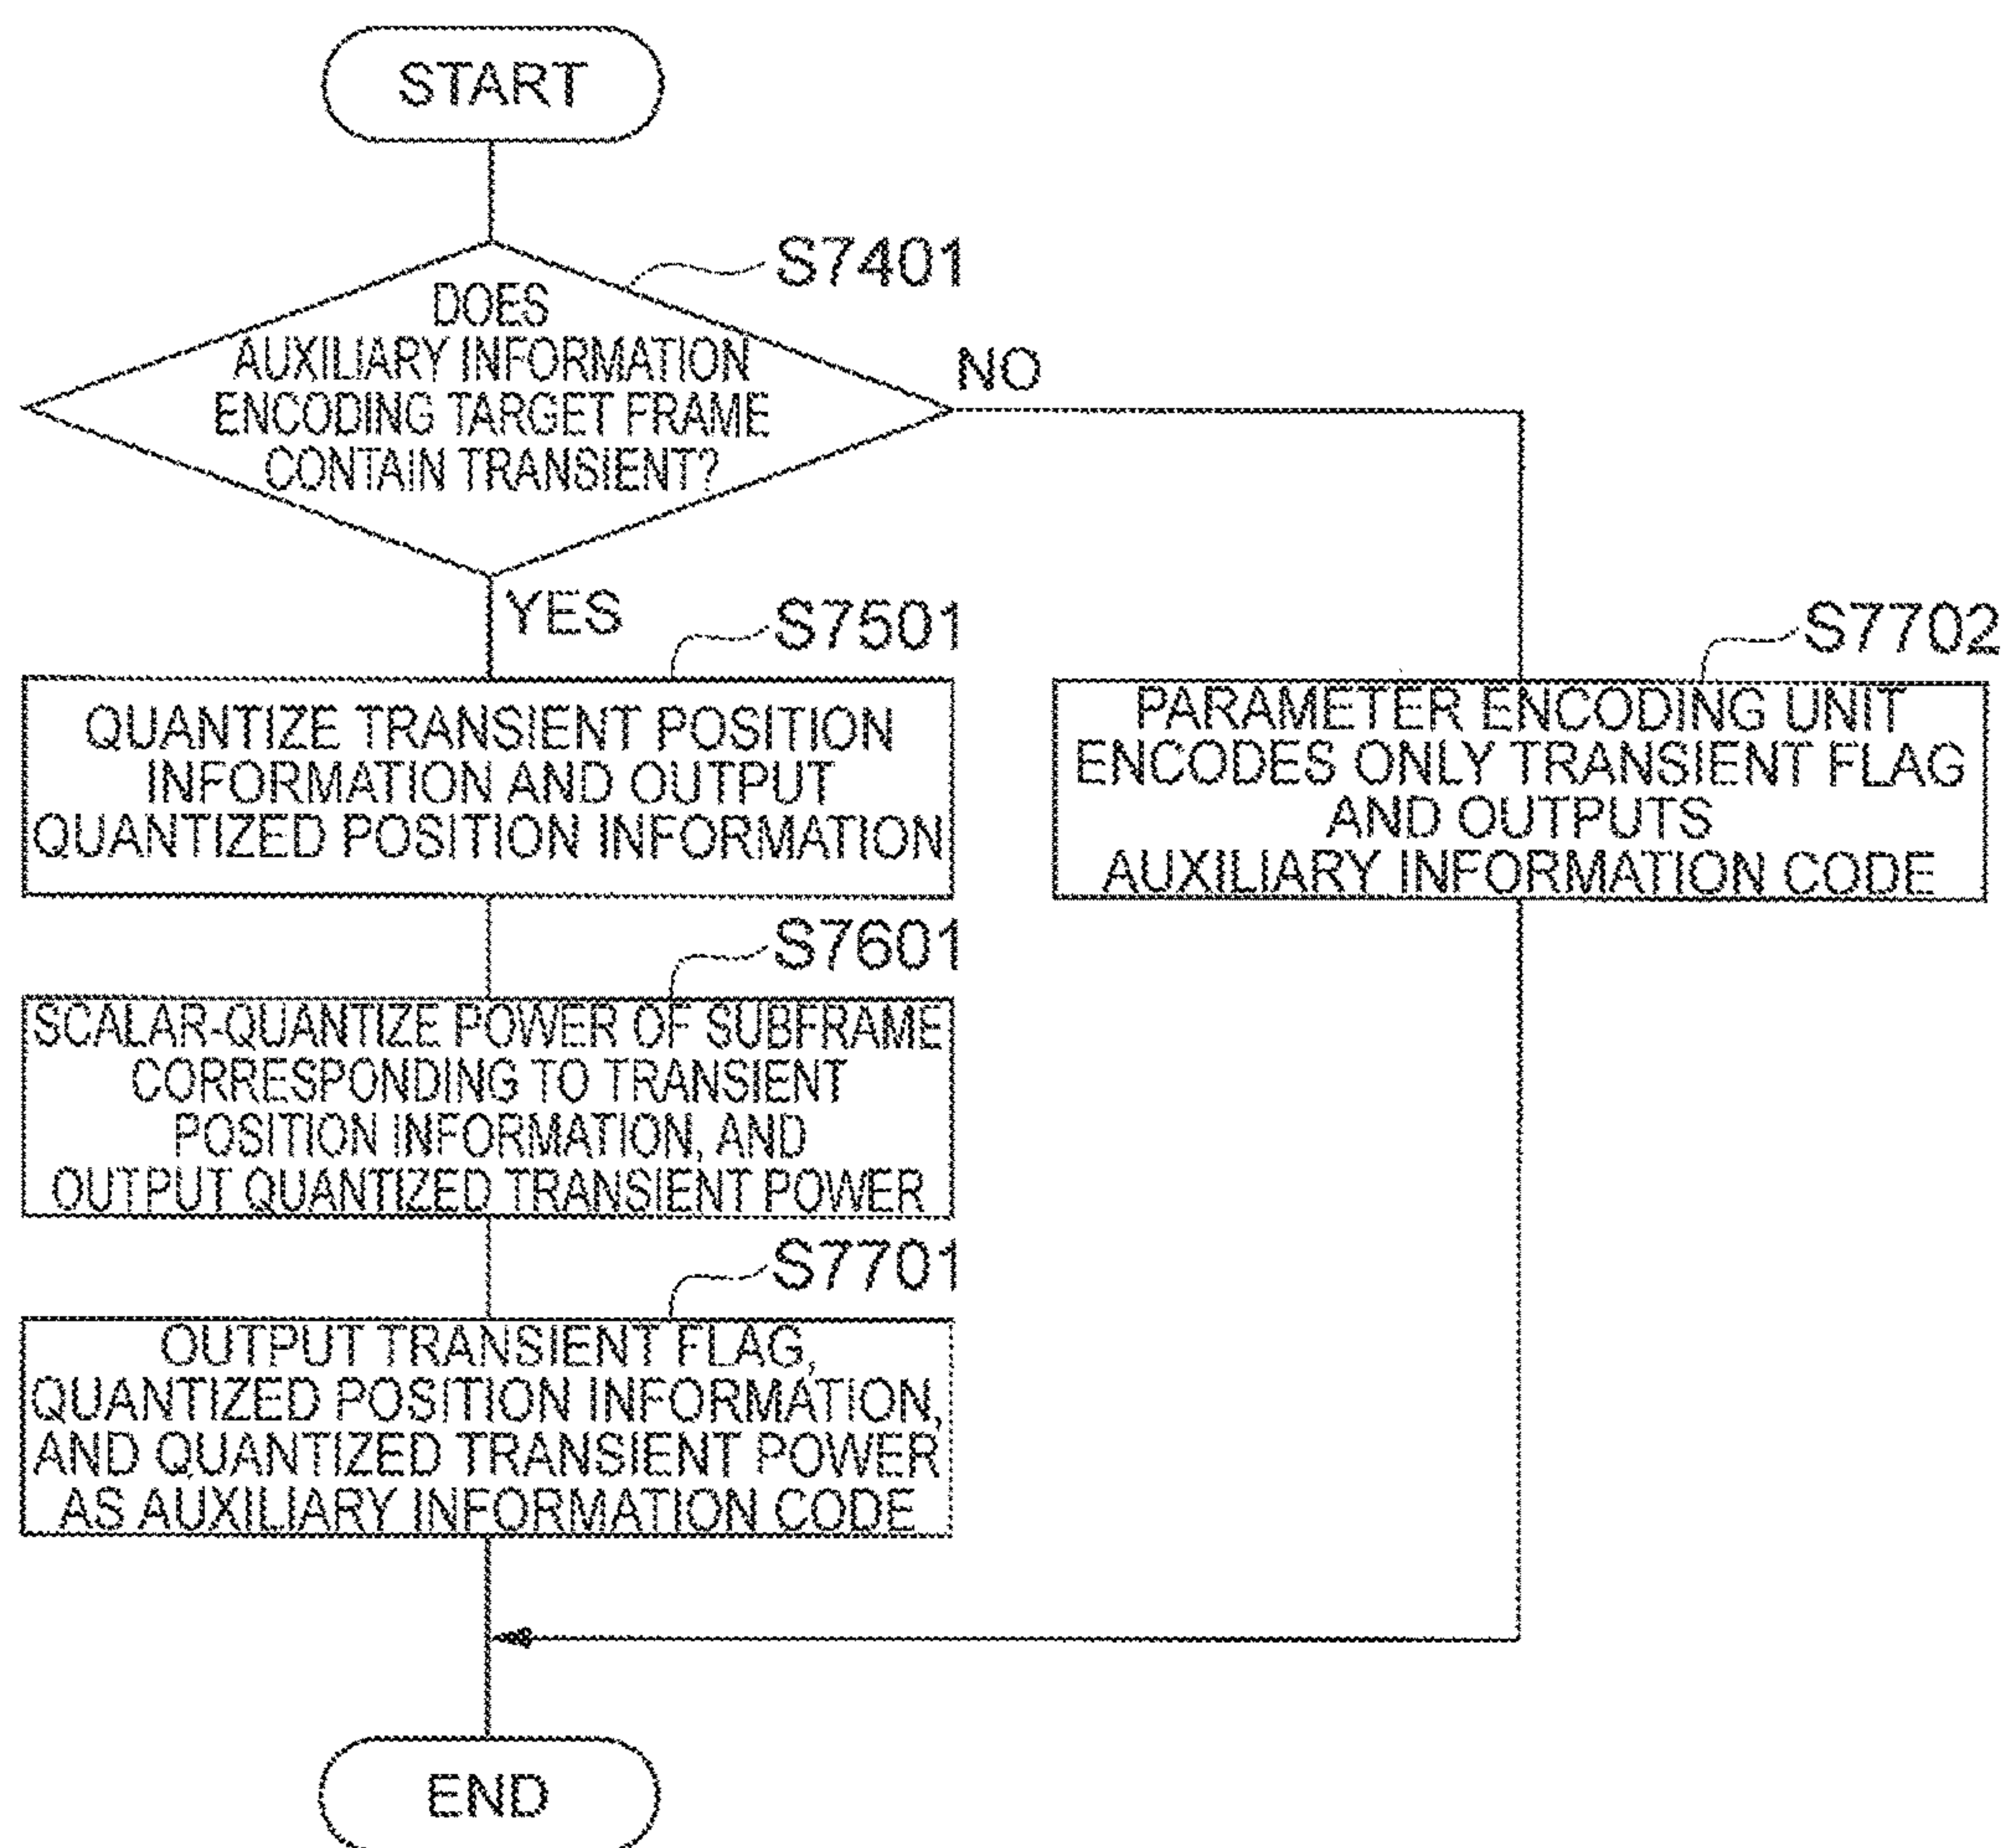 START
S7401
DOES
AUXILIARY INFORMATION
ENCODING TARGET FRAME
CONTAIN TRANSIENT?
NO
YES
S7501
QUANTIZE TRANSIENT POSITION
INFORMATION AND OUTPUT
QUANTIZED POSITION INFORMATION
S7702
PARAMETER ENCODING UNIT
ENCODES ONLY TRANSIENT FLAG
AND OUTPUTS
AUXILIARY INFORMATION CODE
S7601
SCALAR-QUANTIZE POWER OF SUBFRAME
CORRESPONDING TO TRANSIENT
POSITION INFORMATION, AND
OUTPUT QUANTIZED TRANSIENT POWER
S7701
OUTPUT TRANSIENT FLAG,
QUANTIZED POSITION INFORMATION,
AND QUANTIZED TRANSIENT POWER
AS AUXILIARY INFORMATION CODE
END